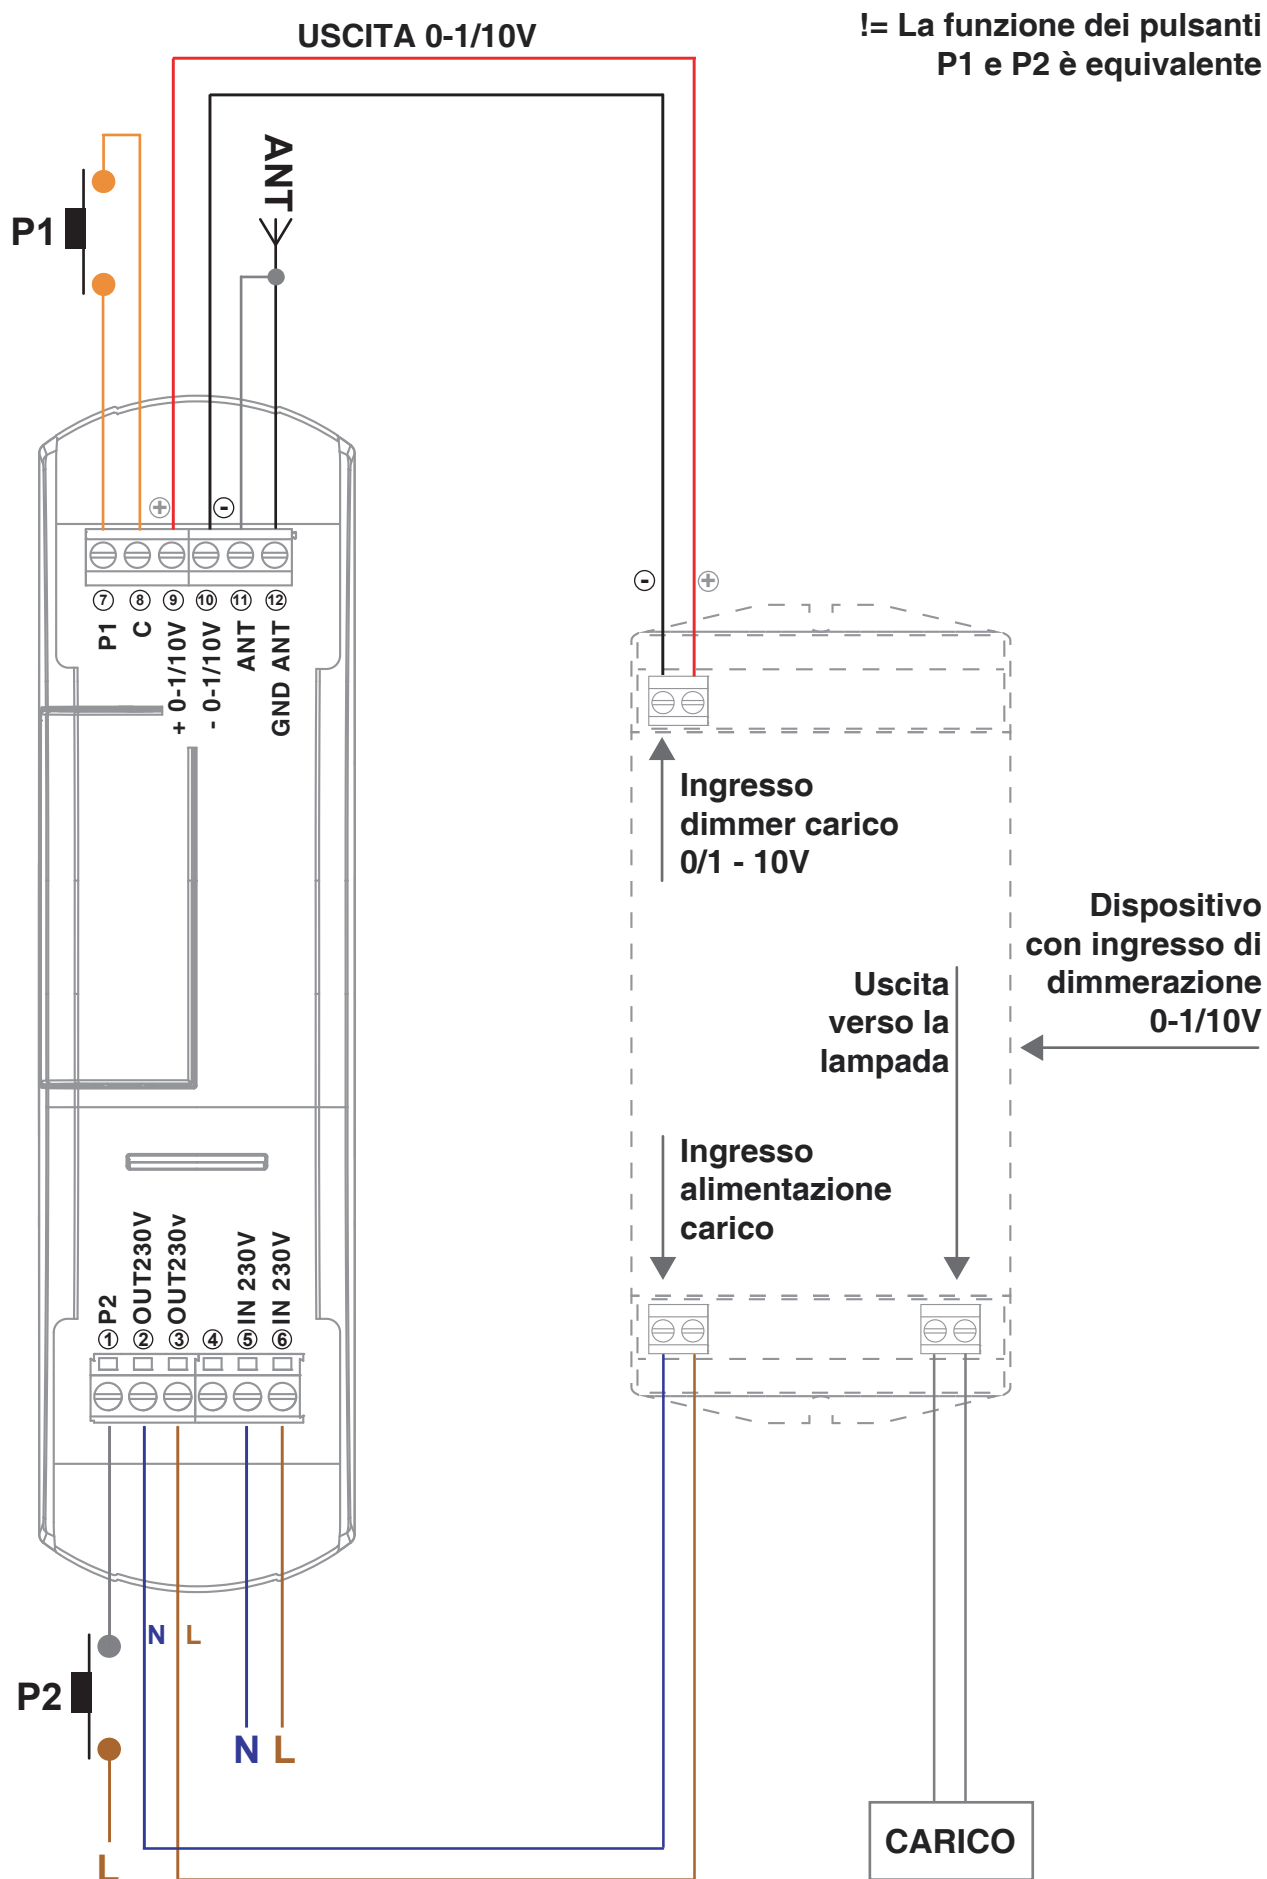 USCITA 0-1/10V
!= La funzione dei pulsanti
P1 e P2 è equivalente
ANT
P1
+
-
7
8
9
10
11
12
P1
C
+ 0-1/10V
- 0-1/10V
ANT
GND ANT
-
+
Ingresso
dimmer carico
0/1 - 10V
Dispositivo
con ingresso di
dimmerazione
0-1/10V
Uscita
verso la
lampada
Ingresso
alimentazione
carico
P2
OUT230V
OUT230v
IN 230V
IN 230V
1
2
3
4
5
6
N
L
P2
N
L
L
CARICO